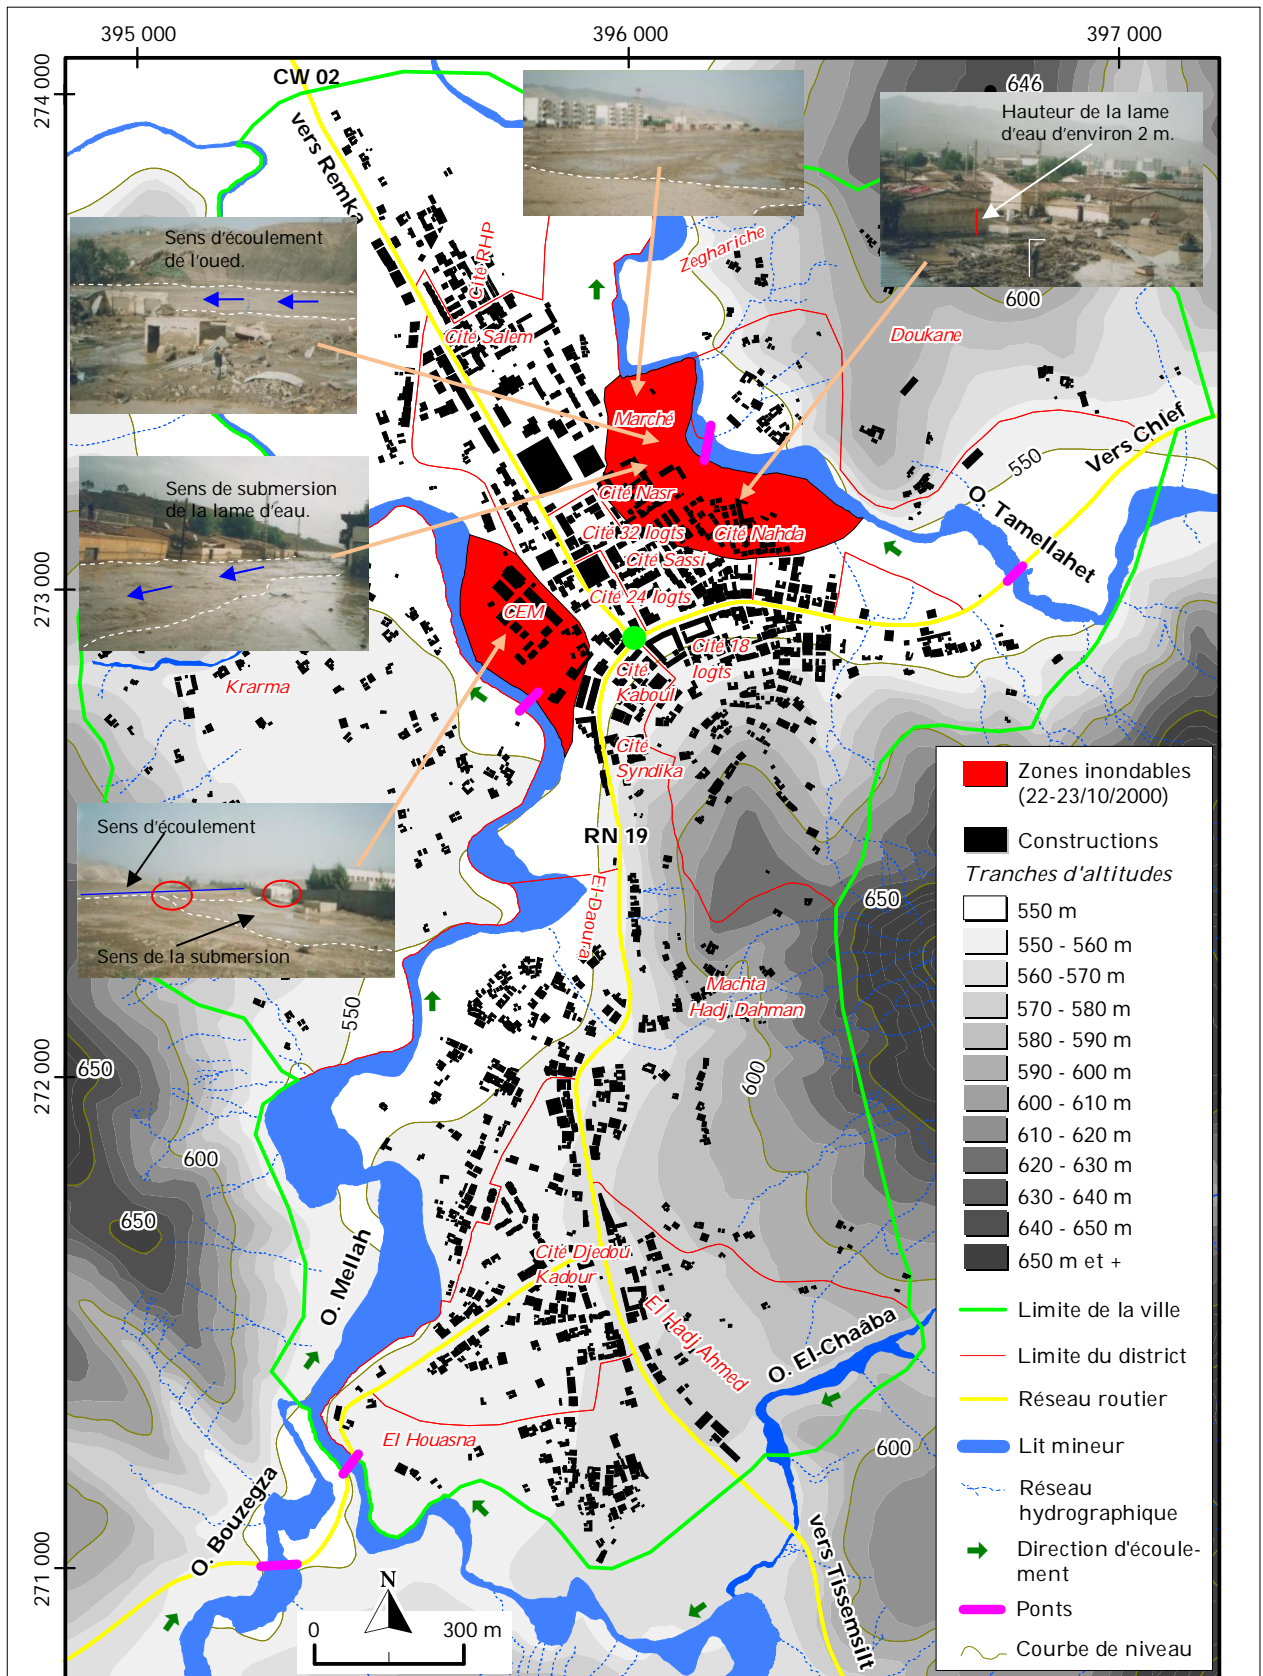 395 000
396 000
397 000
274 000
273 000
272 000
271 000
CW 02
vers Remka
646
Hauteur de la lame
d'eau d'environ 2 m.
600
Sens d'écoulement
de l'oued.
Cité RHP
Zeghariche
Cité Salem
Doukane
Marché
550
Vers Chlef
Sens de submersion
de la lame d'eau.
Cité Nasr
O. Tamellahet
Cité 32 logts
Cité Nahda
Cité Sassi
Cité 24 logts
CEM
Cité 18
logts
Cité
Kaboul
Krarma
Cité
Syndika
RN 19
Sens d'écoulement
Sens de la submersion
El-Daoura
650
Machta
Hadj Dahman
550
650
600
600
650
O. Mellah
Cité Djedou
Kadour
El Hadj Ahmed
O. El-Chaâba
El Houasna
600
O. Bouzegza
vers Tissemsilt
N
0
300 m
Zones inondables
(22-23/10/2000)
Constructions
Tranches d'altitudes
550 m
550 - 560 m
560 -570 m
570 - 580 m
580 - 590 m
590 - 600 m
600 - 610 m
610 - 620 m
620 - 630 m
630 - 640 m
640 - 650 m
650 m et +
Limite de la ville
Limite du district
Réseau routier
Lit mineur
Réseau
hydrographique
Direction d'écoule-
ment
Ponts
Courbe de niveau